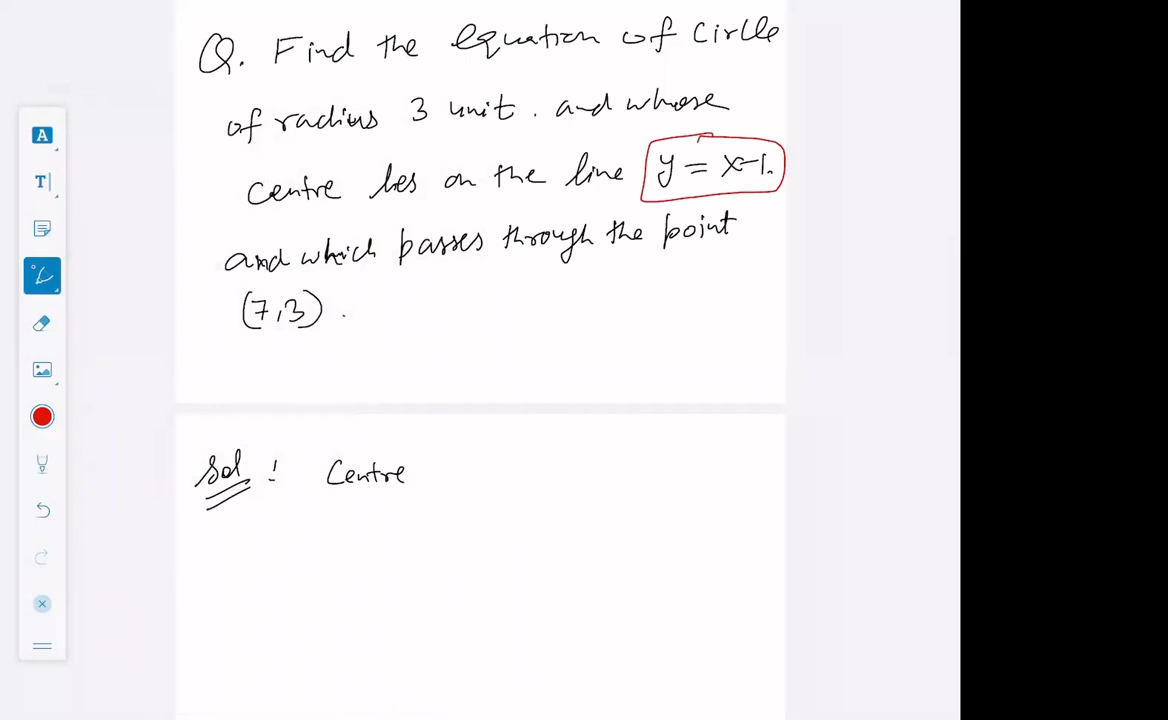 Q. Find the equation of circle
of radius 3 unit. and whose
centre lies on the line y = x-1.
and which passes through the point
(7,3).
Sol : Centre